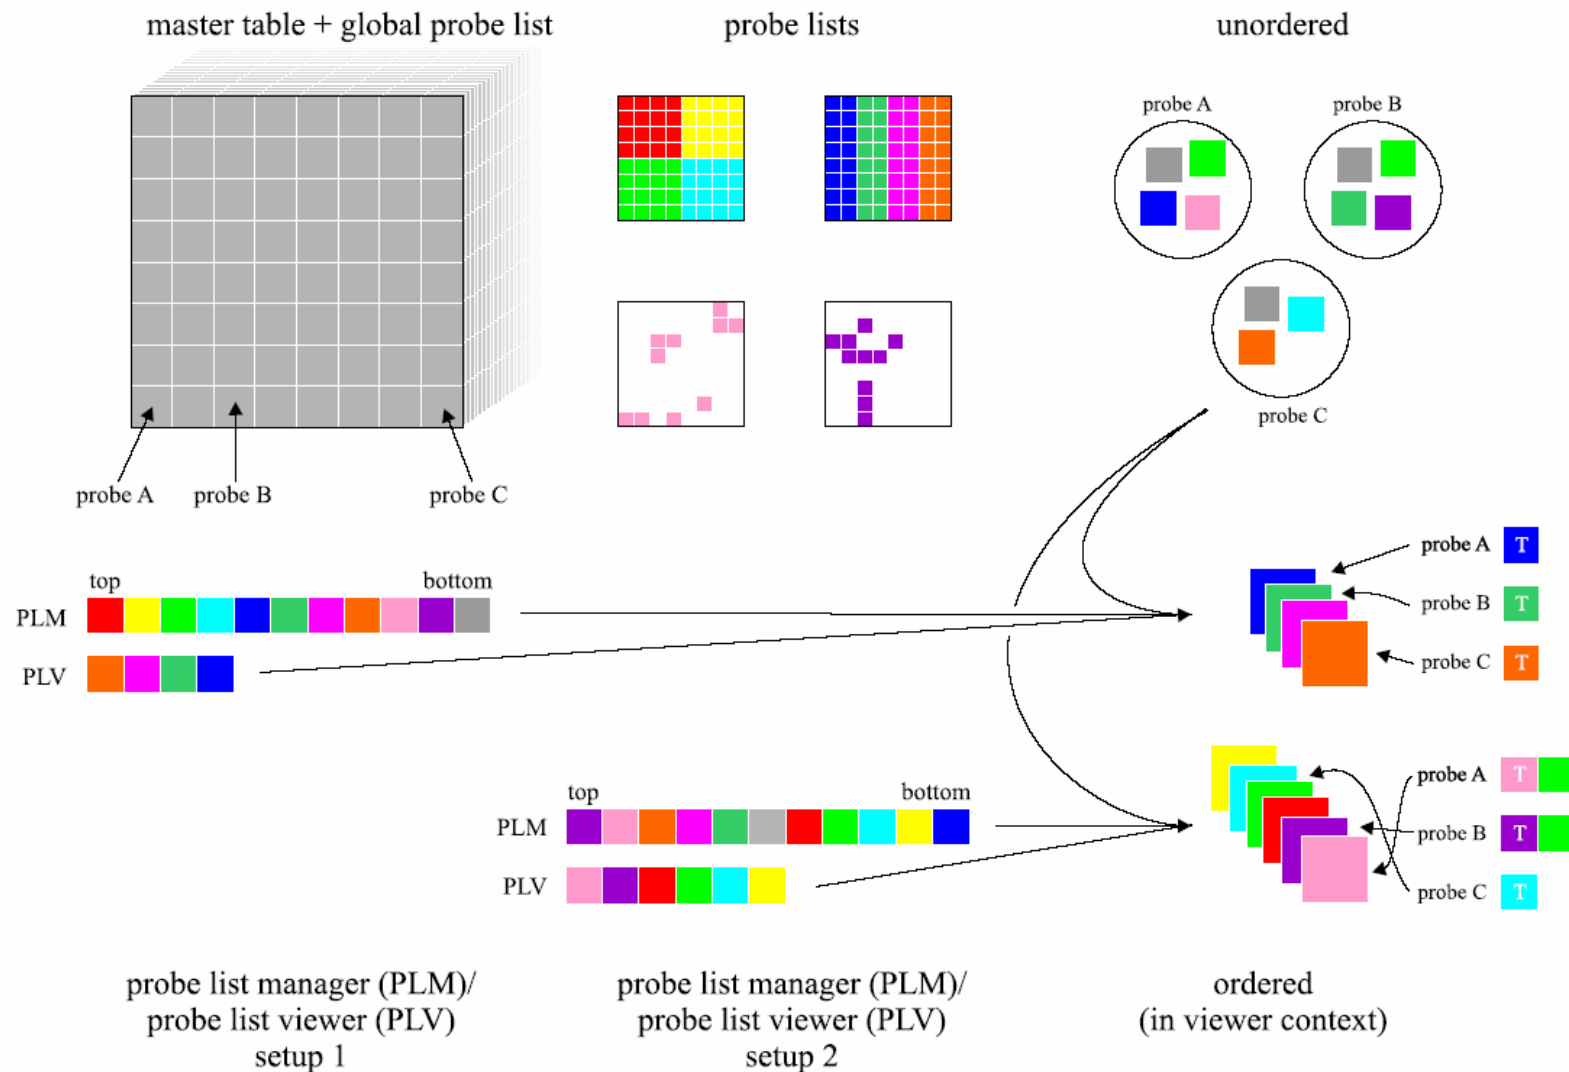 master table + global probe list
probe lists
unordered
probe A
probe B
probe C
probe A
probe B
probe C
top
bottom
PLM
PLV
probe A T
probe B T
probe C T
top
bottom
PLM
PLV
probe A T
probe B T
probe C T
probe list manager (PLM)/
probe list viewer (PLV)
setup 1
probe list manager (PLM)/
probe list viewer (PLV)
setup 2
ordered
(in viewer context)